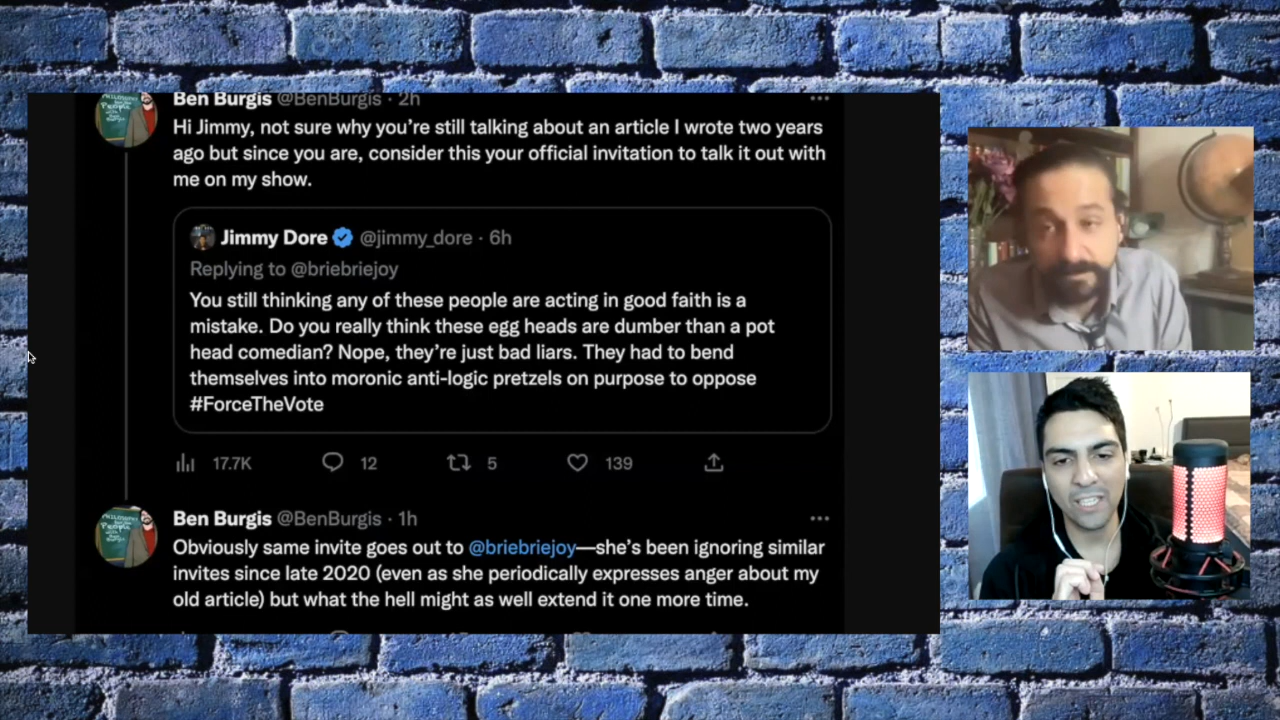 Ben Burgis @BenBurgis · 2h
Hi Jimmy, not sure why you’re still talking about an article I wrote two years
ago but since you are, consider this your official invitation to talk it out with
me on my show.
Jimmy Dore @jimmy_dore · 6h
Replying to @briebriejoy
You still thinking any of these people are acting in good faith is a
mistake. Do you really think these egg heads are dumber than a pot
head comedian? Nope, they’re just bad liars. They had to bend
themselves into moronic anti-logic pretzels on purpose to oppose
#ForceTheVote
17.7K 12 5 139
Ben Burgis @BenBurgis · 1h
Obviously same invite goes out to @briebriejoy—she’s been ignoring similar
invites since late 2020 (even as she periodically expresses anger about my
old article) but what the hell might as well extend it one more time.